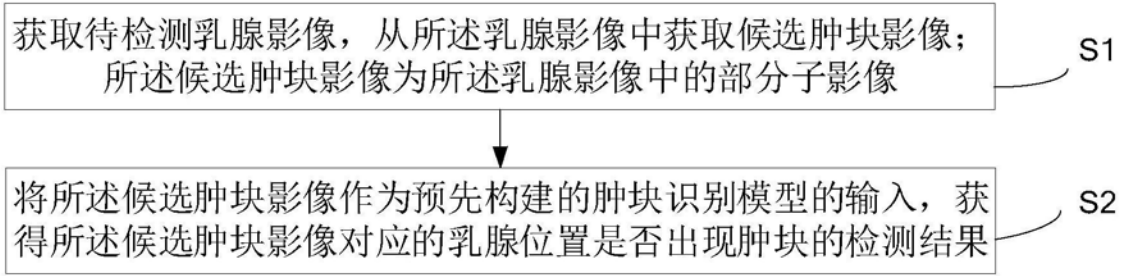 获取待检测乳腺影像，从所述乳腺影像中获取候选肿块影像；
所述候选肿块影像为所述乳腺影像中的部分子影像
S1
将所述候选肿块影像作为预先构建的肿块识别模型的输入，获
得所述候选肿块影像对应的乳腺位置是否出现肿块的检测结果
S2